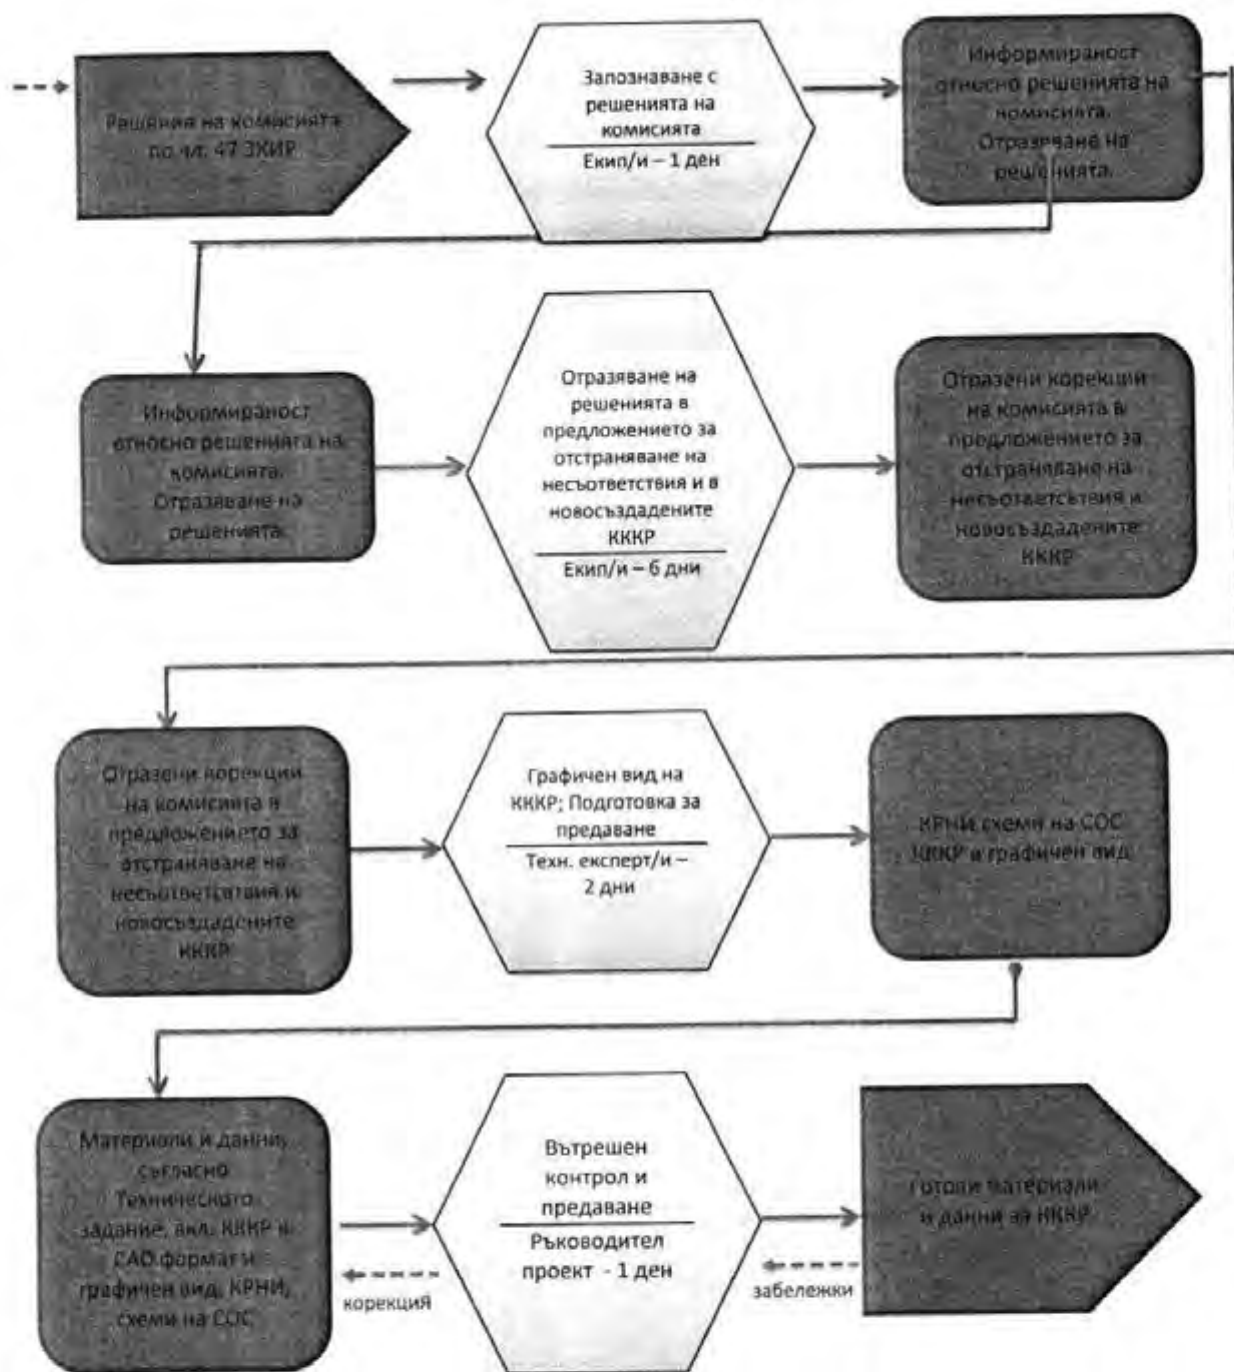 Решения на комисията
по чл. 47 ЗКИР
Запознаване с
решенията на
комисията
Екип/и – 1 ден
Информираност
относно решенията на
комисията.
Отразяване на
решенията.
Информираност
относно решенията на
комисията.
Отразяване на
решенията.
Отразяване на
решенията в
предложението за
отстраняване на
несъответствия и в
новосъздадените
КККР
Екип/и – 6 дни
Отразени корекции
на комисията в
предложението за
отстраняване на
несъответствия и
новосъздадените
КККР
Отразени корекции
на комисията в
предложението за
отстраняване на
несъответствия и
новосъздадените
КККР
Графичен вид на
КККР; Подготовка за
предаване
Техн. експерт/и –
2 дни
КРНИ схеми на СОС
КККР в графичен вид
Материали и данни,
съгласно
Техническото
задание, вкл. КККР в
CAD формат и
графичен вид, КРНИ,
схеми на СОС
корекция
Вътрешен
контрол и
предаване
Ръководител
проект - 1 ден
забележки
Готови материали
и данни за КККР